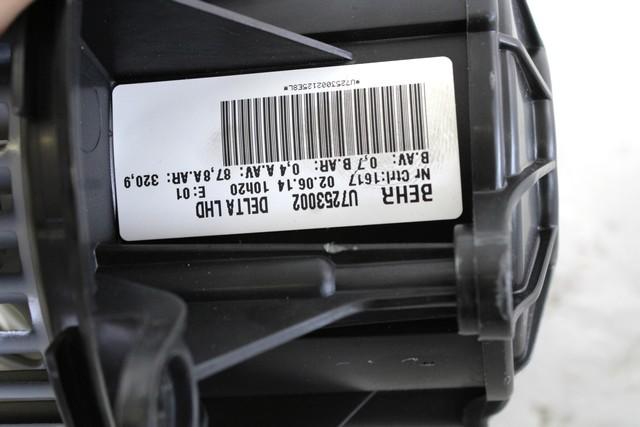 BEHR U7253002 DELTA LHD
Nr Ctrl:1617 02.06.14 10h20 E:01
B.AV: 0,7 B.AR: 0,4 A.AV: 87,8 A.AR: 320,9
*U7253002125E8L*